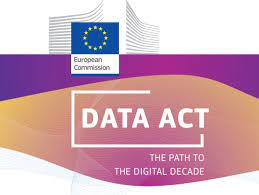 European
Commission
DATA ACT
THE PATH TO
THE DIGITAL DECADE